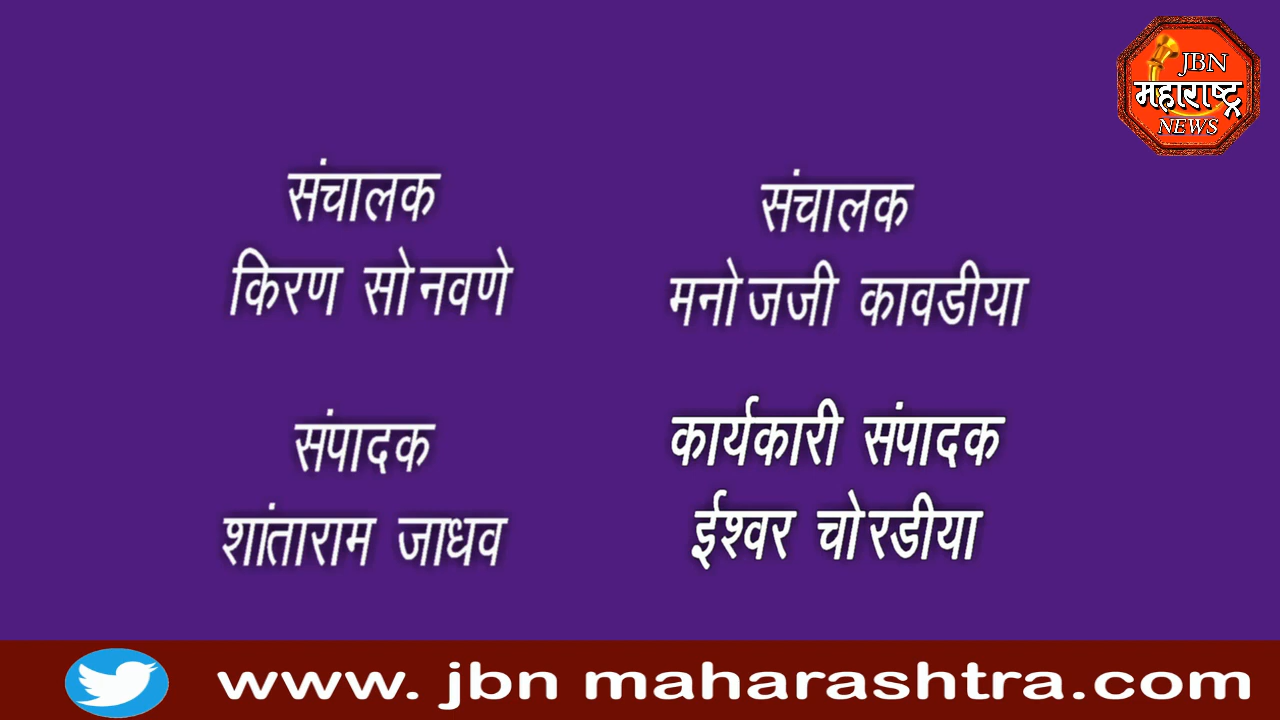 JBN
महाराष्ट्र
NEWS
संचालक
किरण सोनवणे
संचालक
मनोजजी कावडीया
संपादक
शांताराम जाधव
कार्यकारी संपादक
ईश्वर चोरडीया
www. jbn maharashtra.com